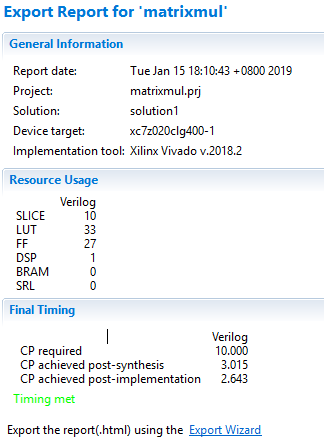 Export Report for 'matrixmul'
General Information
Report date: Tue Jan 15 18:10:43 +0800 2019
Project: matrixmul.prj
Solution: solution1
Device target: xc7z020clg400-1
Implementation tool: Xilinx Vivado v.2018.2
Resource Usage
Verilog
SLICE 10
LUT 33
FF 27
DSP 1
BRAM 0
SRL 0
Final Timing
Verilog
CP required 10.000
CP achieved post-synthesis 3.015
CP achieved post-implementation 2.643
Timing met
Export the report(.html) using the Export Wizard